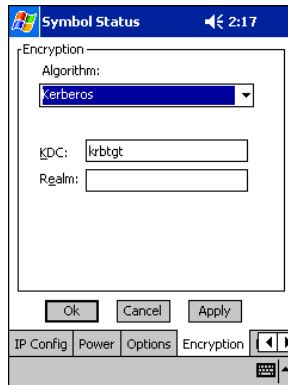 Symbol Status 2:17
Encryption
Algorithm:
Kerberos
KDC: krbtgt
Realm:
Ok Cancel Apply
IP Config Power Options Encryption